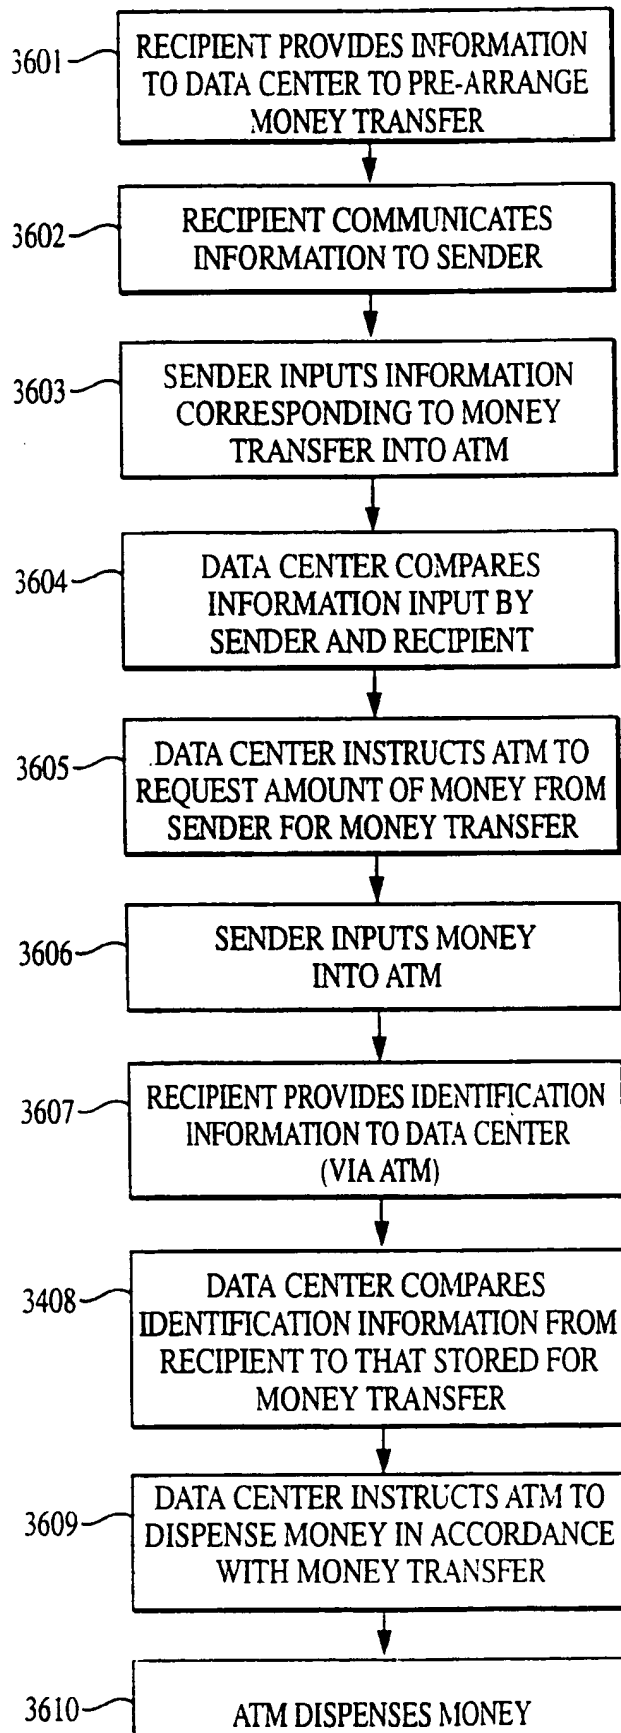 3601
RECIPIENT PROVIDES INFORMATION
TO DATA CENTER TO PRE-ARRANGE
MONEY TRANSFER
3602
RECIPIENT COMMUNICATES
INFORMATION TO SENDER
3603
SENDER INPUTS INFORMATION
CORRESPONDING TO MONEY
TRANSFER INTO ATM
3604
DATA CENTER COMPARES
INFORMATION INPUT BY
SENDER AND RECIPIENT
3605
DATA CENTER INSTRUCTS ATM TO
REQUEST AMOUNT OF MONEY FROM
SENDER FOR MONEY TRANSFER
3606
SENDER INPUTS MONEY
INTO ATM
3607
RECIPIENT PROVIDES IDENTIFICATION
INFORMATION TO DATA CENTER
(VIA ATM)
3408
DATA CENTER COMPARES
IDENTIFICATION INFORMATION FROM
RECIPIENT TO THAT STORED FOR
MONEY TRANSFER
3609
DATA CENTER INSTRUCTS ATM TO
DISPENSE MONEY IN ACCORDANCE
WITH MONEY TRANSFER
3610
ATM DISPENSES MONEY